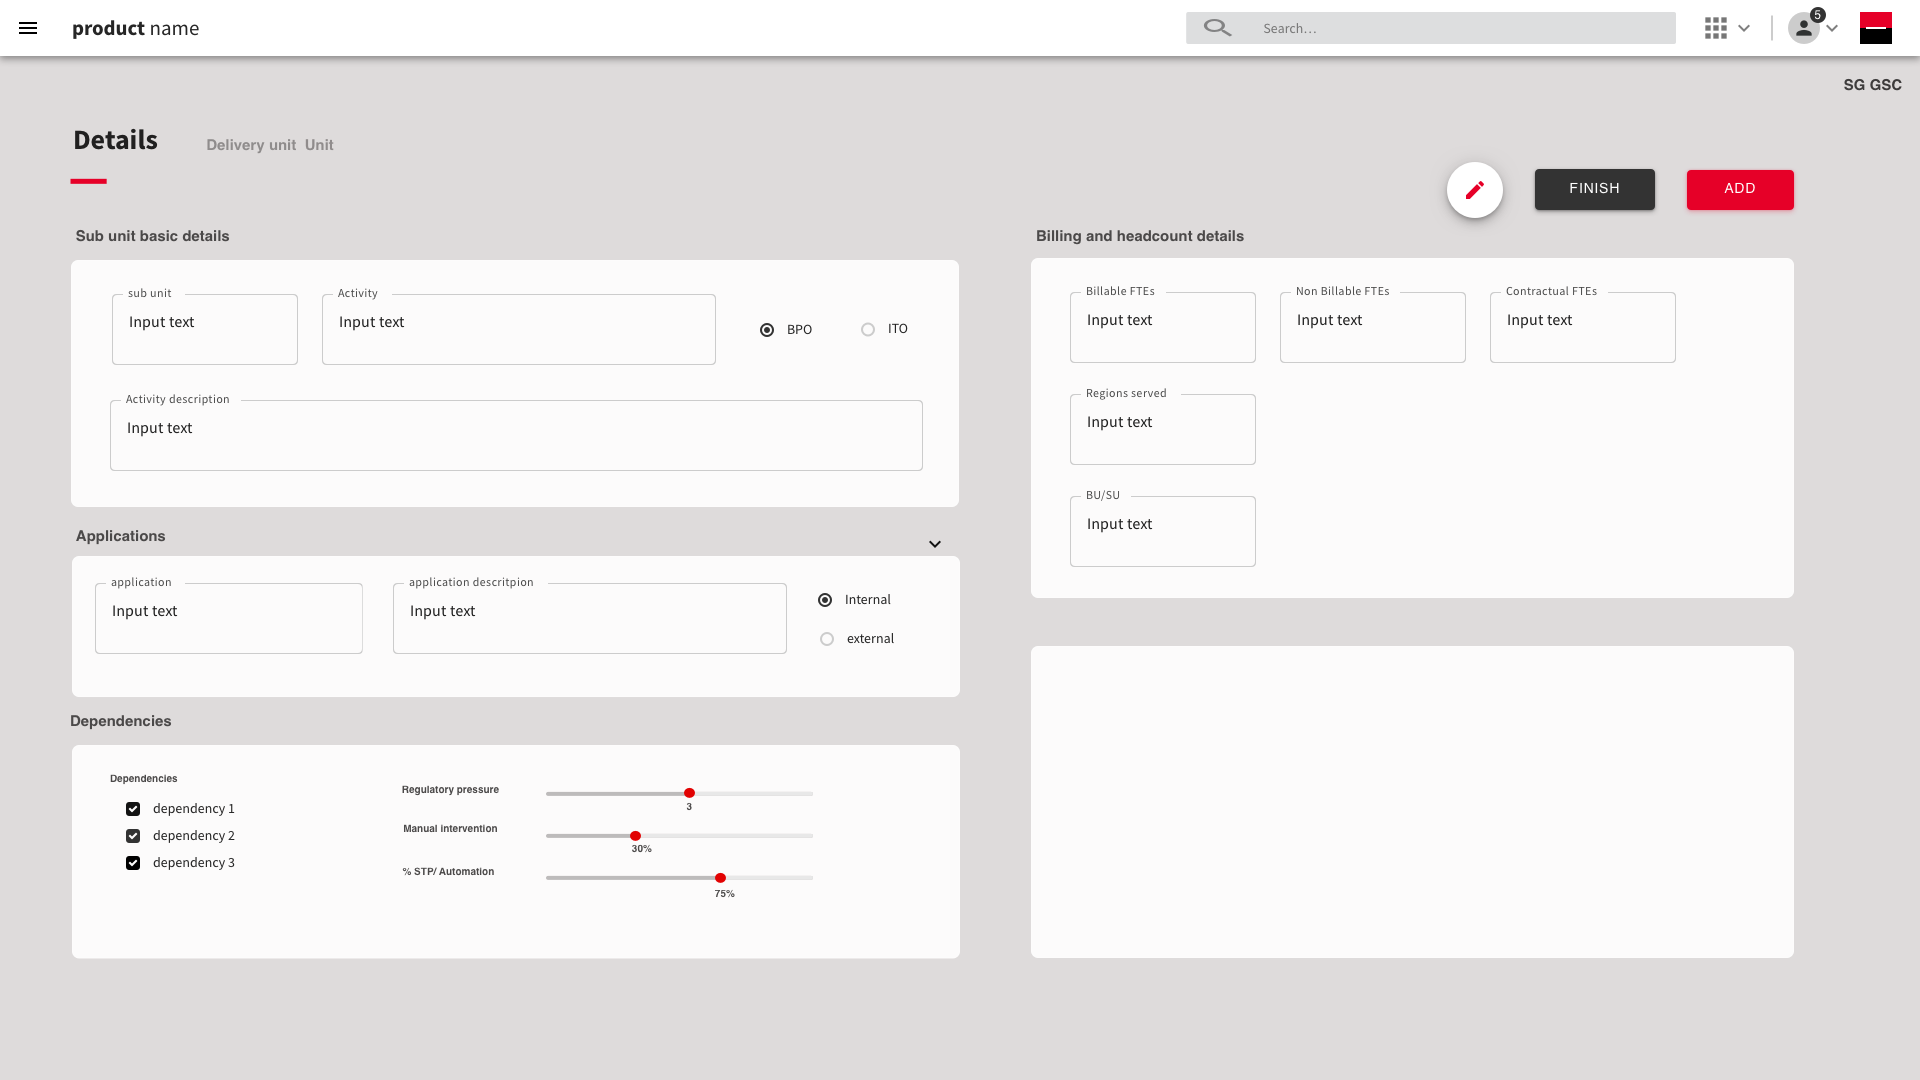 product name
Search...
5
SG GSC
Details
Delivery unit Unit
FINISH
ADD
Sub unit basic details
sub unit
Input text
Activity
Input text
BPO
ITO
Activity description
Input text
Billing and headcount details
Billable FTEs
Input text
Non Billable FTEs
Input text
Contractual FTEs
Input text
Regions served
Input text
BU/SU
Input text
Applications
application
Input text
application descritpion
Input text
Internal
external
Dependencies
Dependencies
dependency 1
dependency 2
dependency 3
Regulatory pressure
3
Manual intervention
30%
% STP/ Automation
75%